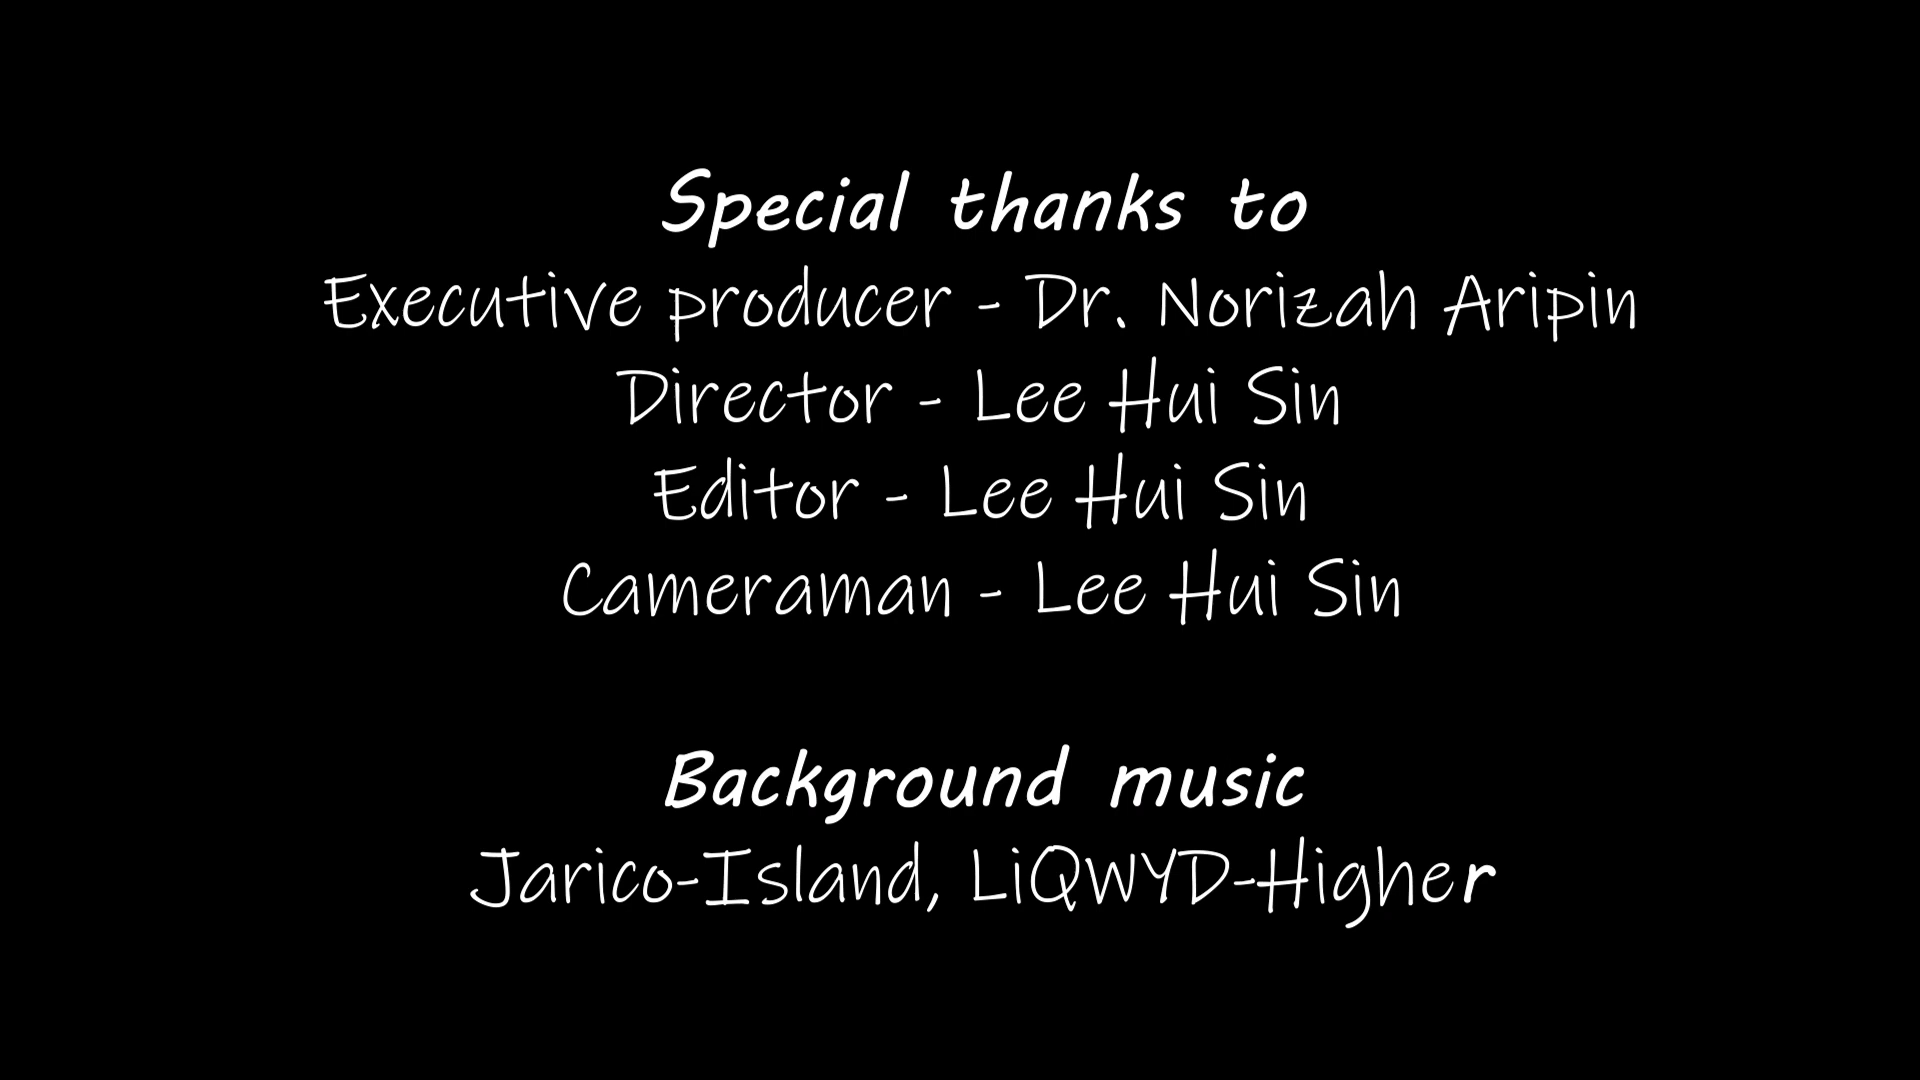 Special thanks to
Executive producer - Dr. Norizah Aripin
Director - Lee Hui Sin
Editor - Lee Hui Sin
Cameraman - Lee Hui Sin
Background music
Jarico-Island, LiQWYD-Higher